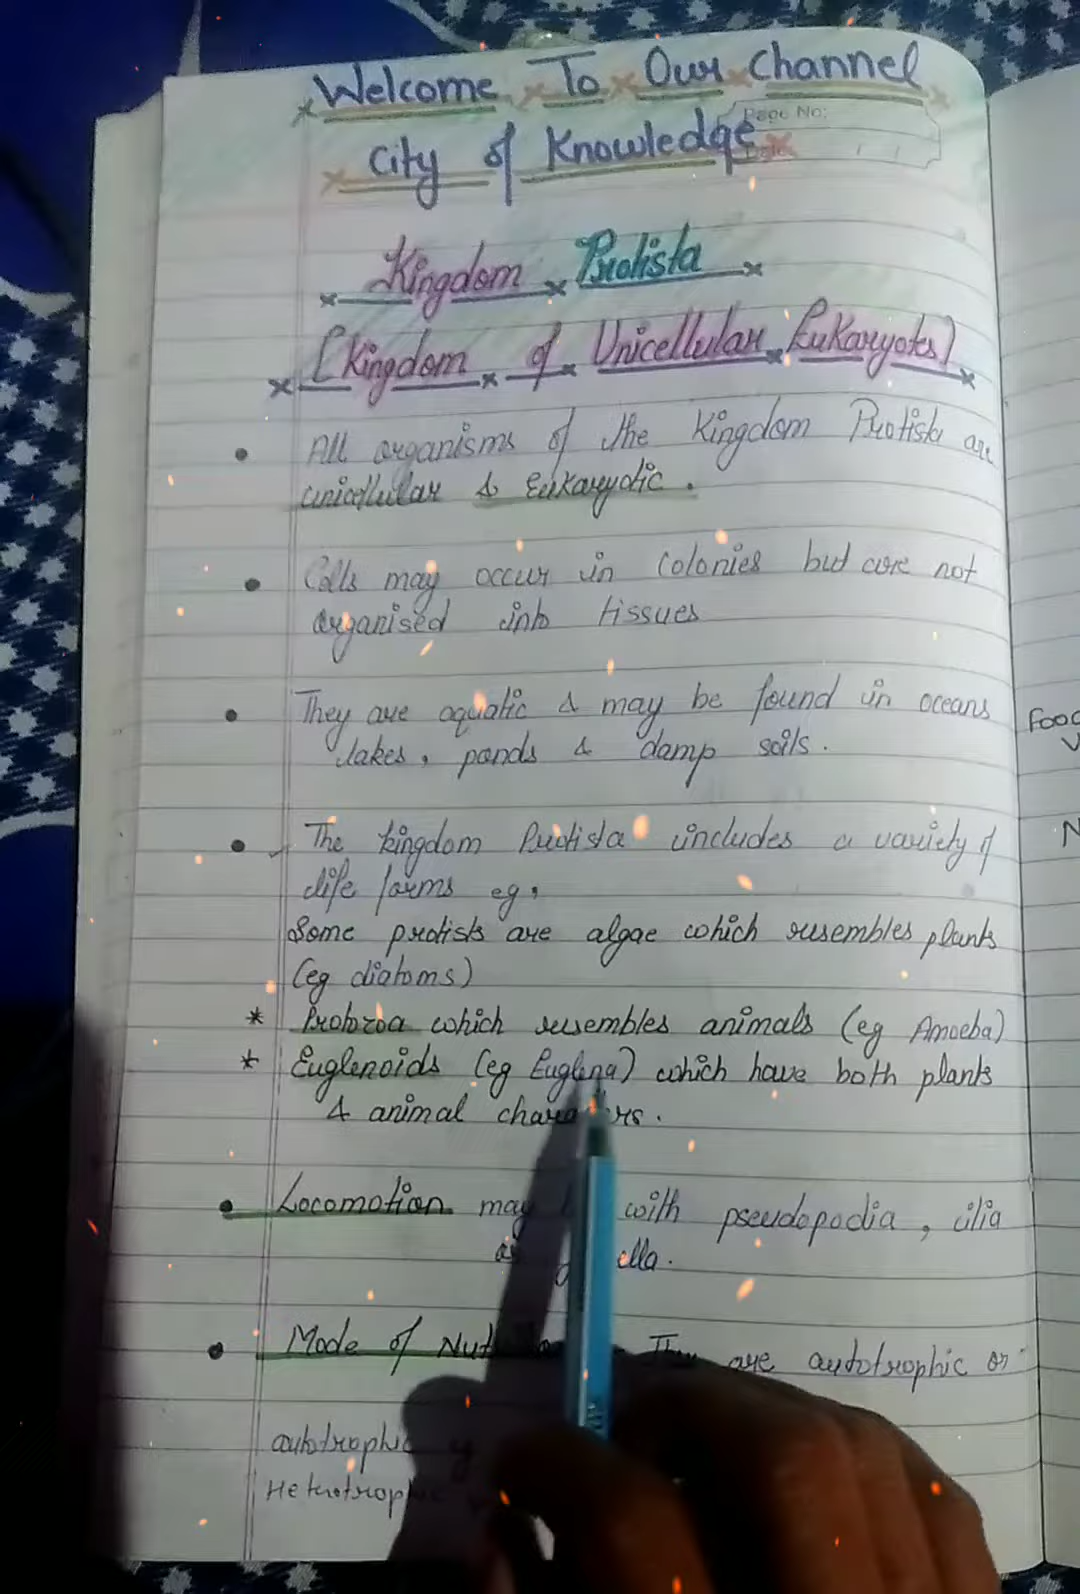 Welcome To Our Channel
Page No:
Date:
City of Knowledge
Kingdom Protista
(Kingdom of Unicellular Eukaryotes)
All organisms of the Kingdom Protista are
unicellular & Eukaryotic.
Cells may occur in colonies but are not
organised into tissues
They are aquatic & may be found in oceans
lakes, ponds & damp soils.
The kingdom Protista includes a variety of
life forms eg,
Some protists are algae which resembles plants
(eg diatoms)
* Protozoa which resembles animals (eg Amoeba)
* Euglenoids (eg Euglena) which have both plants
& animal characters.
Locomotion may with pseudopodia, cilia
Mode of They are autotrophic or
autotrophic
Heterotrophic